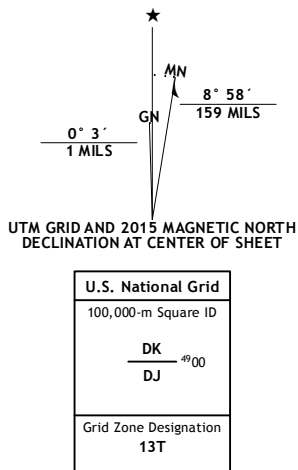 ★
MN
8° 58´
159 MILS
GN
0° 3´
1 MILS
UTM GRID AND 2015 MAGNETIC NORTH
DECLINATION AT CENTER OF SHEET
U.S. National Grid
100,000-m Square ID
DK
4900
DJ
Grid Zone Designation
13T